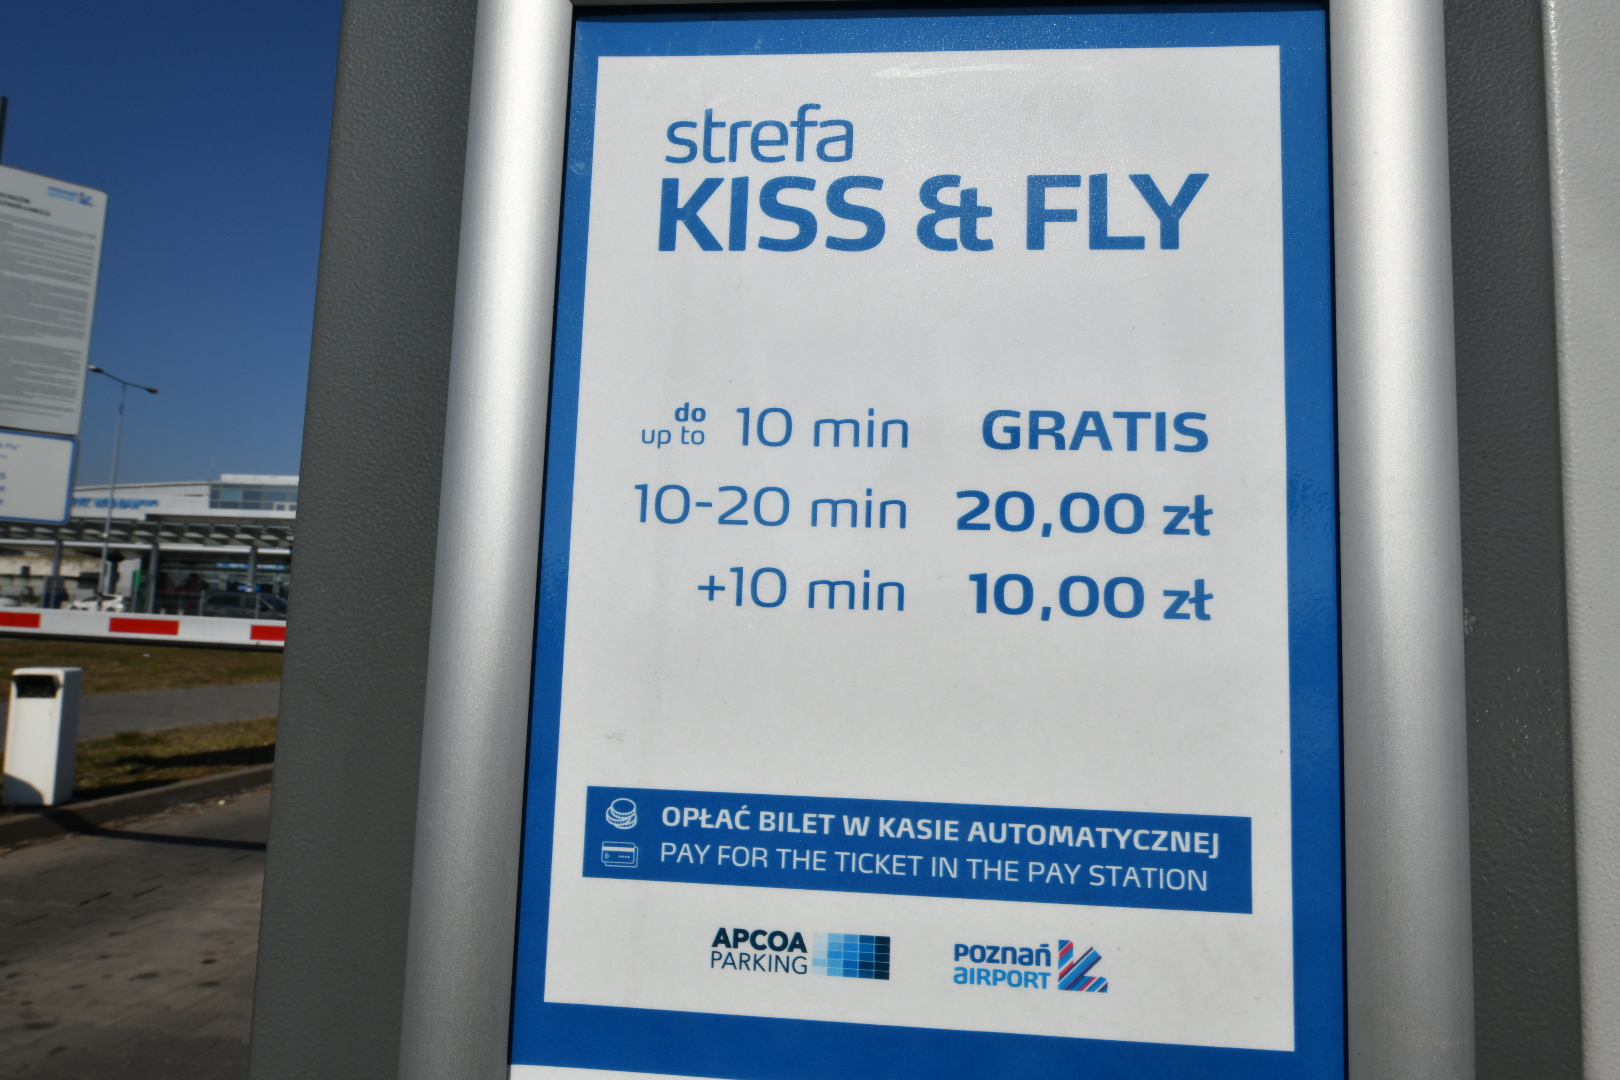 strefa
KISS & FLY
do
up to 10 min GRATIS
10-20 min 20,00 zł
+10 min 10,00 zł
OPŁAĆ BILET W KASIE AUTOMATYCZNEJ
PAY FOR THE TICKET IN THE PAY STATION
APCOA
PARKING
POZNAŃ
AIRPORT